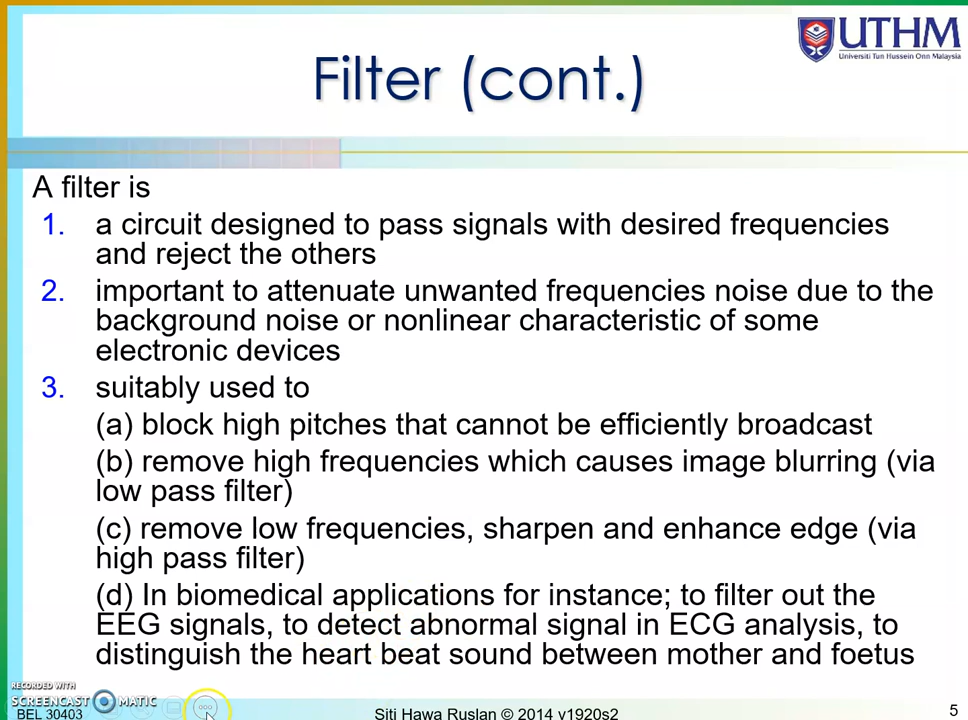 UTHM
Universiti Tun Hussein Onn Malaysia
Filter (cont.)
A filter is
1. a circuit designed to pass signals with desired frequencies
and reject the others
2. important to attenuate unwanted frequencies noise due to the
background noise or nonlinear characteristic of some
electronic devices
3. suitably used to
(a) block high pitches that cannot be efficiently broadcast
(b) remove high frequencies which causes image blurring (via
low pass filter)
(c) remove low frequencies, sharpen and enhance edge (via
high pass filter)
(d) In biomedical applications for instance; to filter out the
EEG signals, to detect abnormal signal in ECG analysis, to
distinguish the heart beat sound between mother and foetus
RECORDED WITH
SCREENCAST MATIC
BEL 30403
Siti Hawa Ruslan © 2014 v1920s2
5